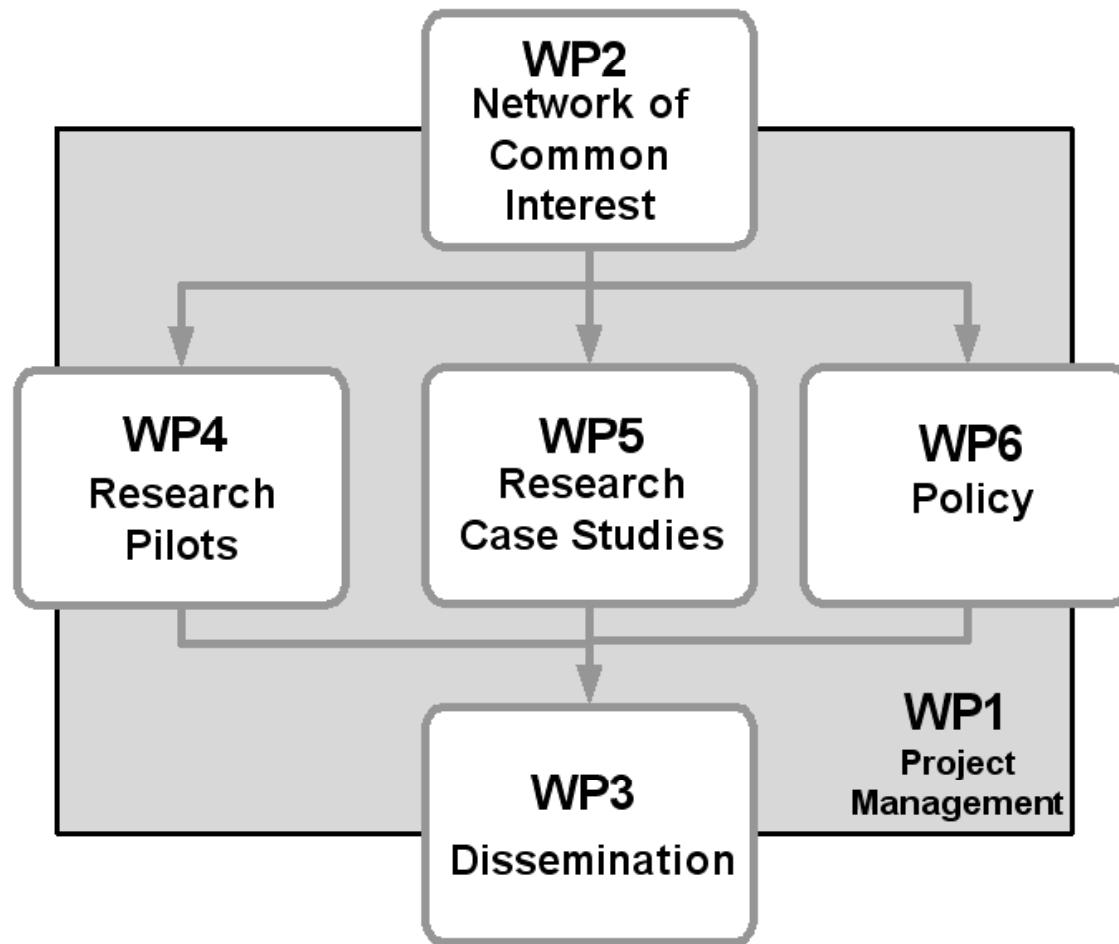 WP2
Network of
Common
Interest
WP4
Research
Pilots
WP5
Research
Case Studies
WP6
Policy
WP1
Project
Management
WP3
Dissemination